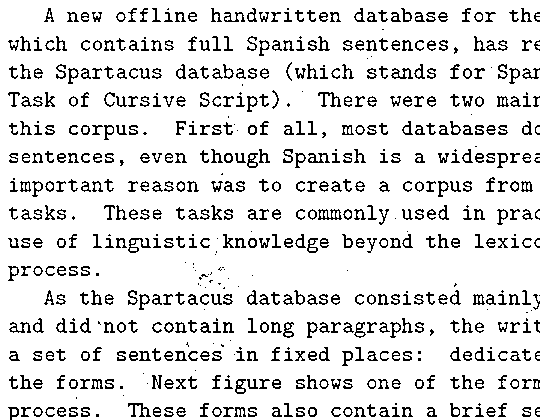 A new offline handwritten database for the
which contains full Spanish sentences, has re
the Spartacus database (which stands for Spar
Task of Cursive Script). There were two main
this corpus. First of all, most databases do
sentences, even though Spanish is a widesprea
important reason was to create a corpus from
tasks. These tasks are commonly used in prac
use of linguistic knowledge beyond the lexico
process.
As the Spartacus database consisted mainly
and did not contain long paragraphs, the writ
a set of sentences in fixed places: dedicate
the forms. Next figure shows one of the form
process. These forms also contain a brief se